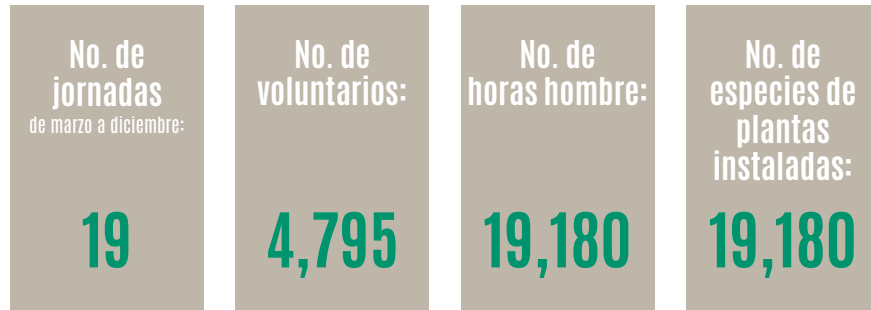 No. de
jornadas
de marzo a diciembre:
19
No. de
voluntarios:
4,795
No. de
horas hombre:
19,180
No. de
especies de
plantas
instaladas:
19,180